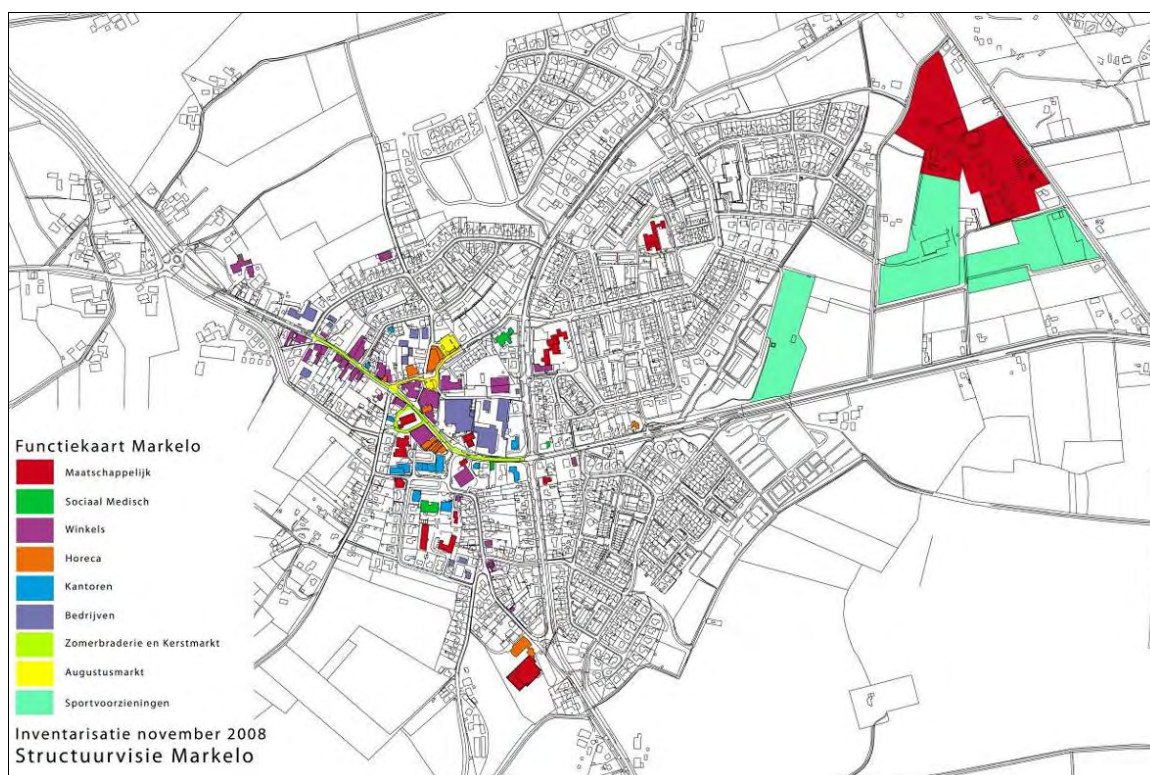 Functiekaart Markelo
Maatschappelijk
Sociaal Medisch
Winkels
Horeca
Kantoren
Bedrijven
Zomerbraderie en Kerstmarkt
Augustusmarkt
Sportvoorzieningen
Inventarisatie november 2008
Structuurvisie Markelo